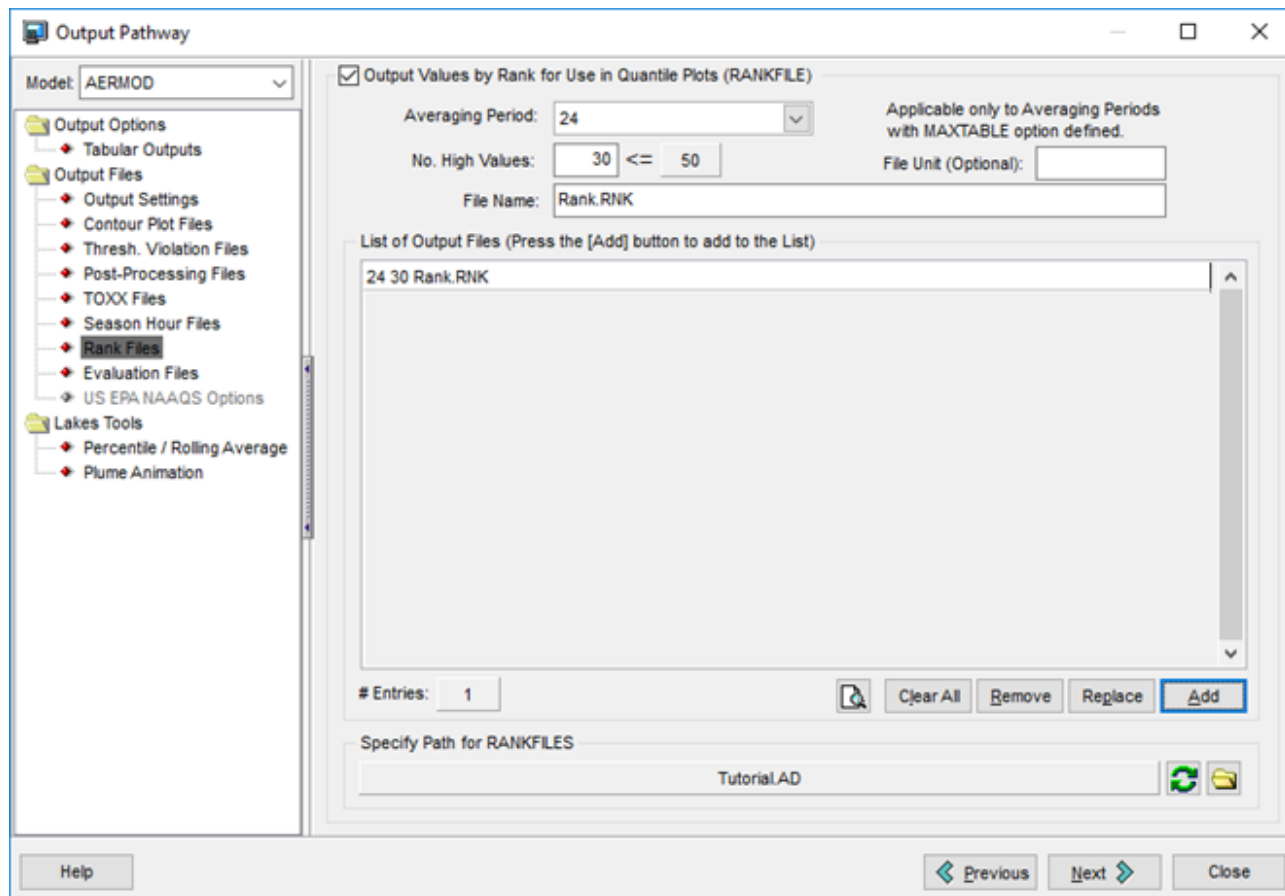 Output Pathway
Model: AERMOD
Output Options
Tabular Outputs
Output Files
Output Settings
Contour Plot Files
Thresh. Violation Files
Post-Processing Files
TOXX Files
Season Hour Files
Rank Files
Evaluation Files
US EPA NAAQS Options
Lakes Tools
Percentile / Rolling Average
Plume Animation
Output Values by Rank for Use in Quantile Plots (RANKFILE)
Averaging Period: 24
Applicable only to Averaging Periods
with MAXTABLE option defined.
No. High Values: 30 <= 50
File Unit (Optional):
File Name: Rank.RNK
List of Output Files (Press the [Add] button to add to the List)
24 30 Rank.RNK
# Entries: 1
Clear All Remove Replace Add
Specify Path for RANKFILES
Tutorial.AD
Help Previous Next Close